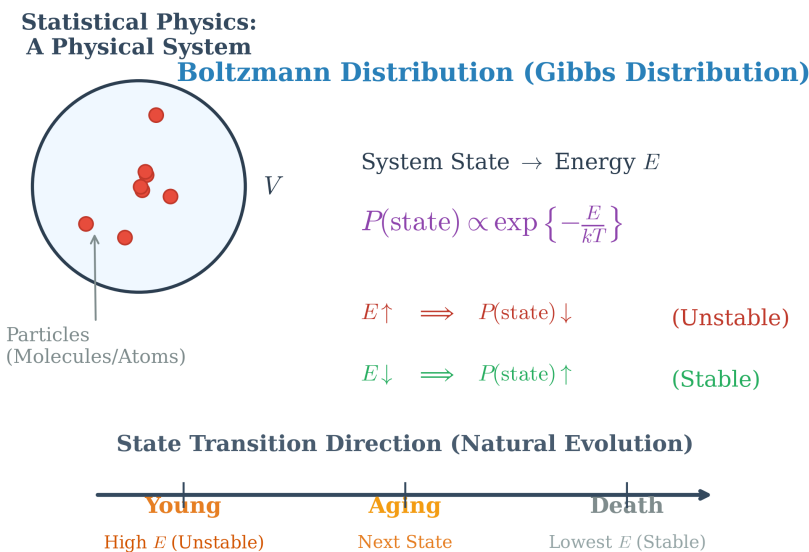 Statistical Physics:
A Physical System
Boltzmann Distribution (Gibbs Distribution)
V
System State → Energy E
P(state) ∝ exp {−E/kT}
E↑ ⟹ P(state)↓ (Unstable)
E↓ ⟹ P(state)↑ (Stable)
Particles
(Molecules/Atoms)
State Transition Direction (Natural Evolution)
Young Aging Death
High E (Unstable) Next State Lowest E (Stable)